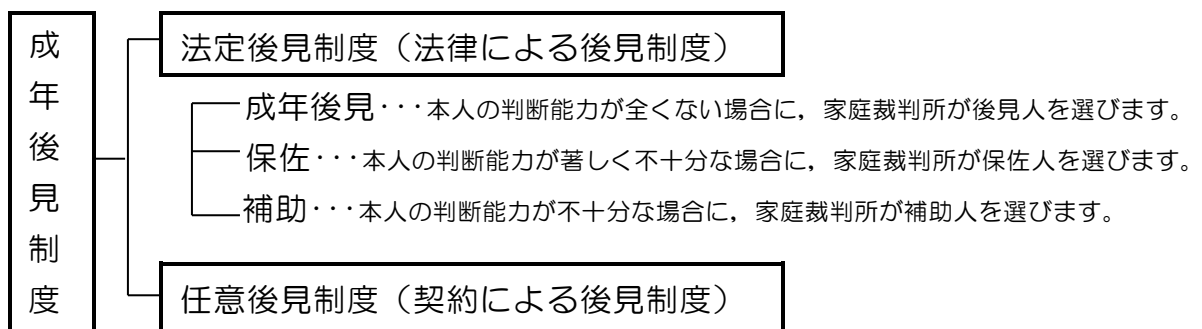 成年後見制度
法定後見制度（法律による後見制度）
成年後見･･･本人の判断能力が全くない場合に，家庭裁判所が後見人を選びます。
保佐･･･本人の判断能力が著しく不十分な場合に，家庭裁判所が保佐人を選びます。
補助･･･本人の判断能力が不十分な場合に，家庭裁判所が補助人を選びます。
任意後見制度（契約による後見制度）